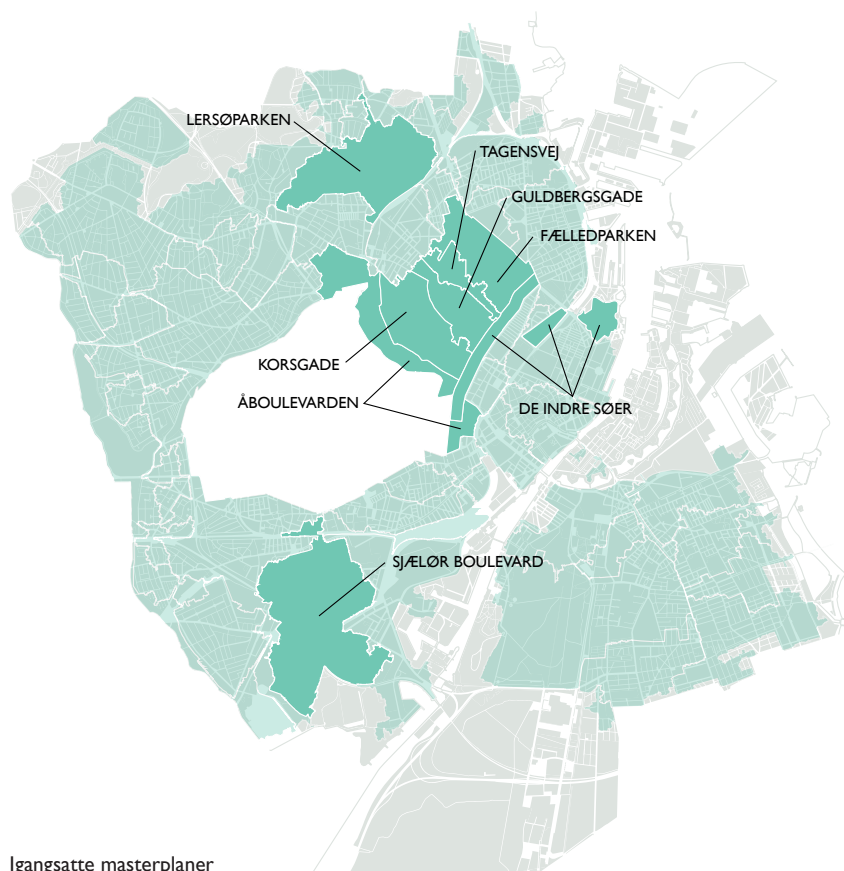 LERSØPARKEN
TAGENSVEJ
GULDBERGSGADE
FÆLLEDPARKEN
KORSGADE
ÅBOULEVARDEN
DE INDRE SØER
SJÆLØR BOULEVARD
Igangsatte masterplaner